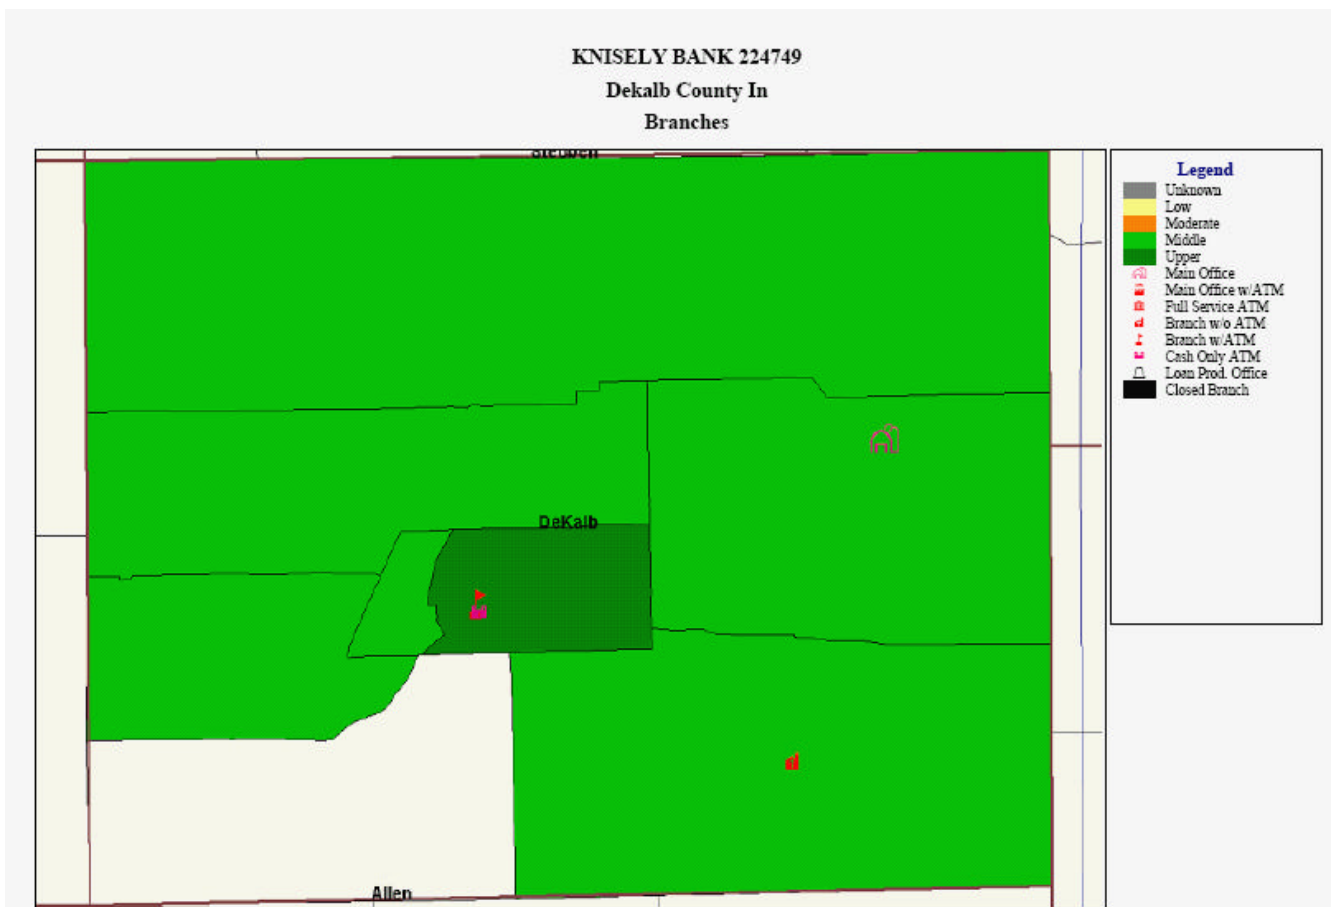 KNISELY BANK 224749
Dekalb County In
Branches
Steuben
DeKalb
Allen
Legend
Unknown
Low
Moderate
Middle
Upper
Main Office
Main Office w/ATM
Full Service ATM
Branch w/o ATM
Branch w/ATM
Cash Only ATM
Loan Prod. Office
Closed Branch